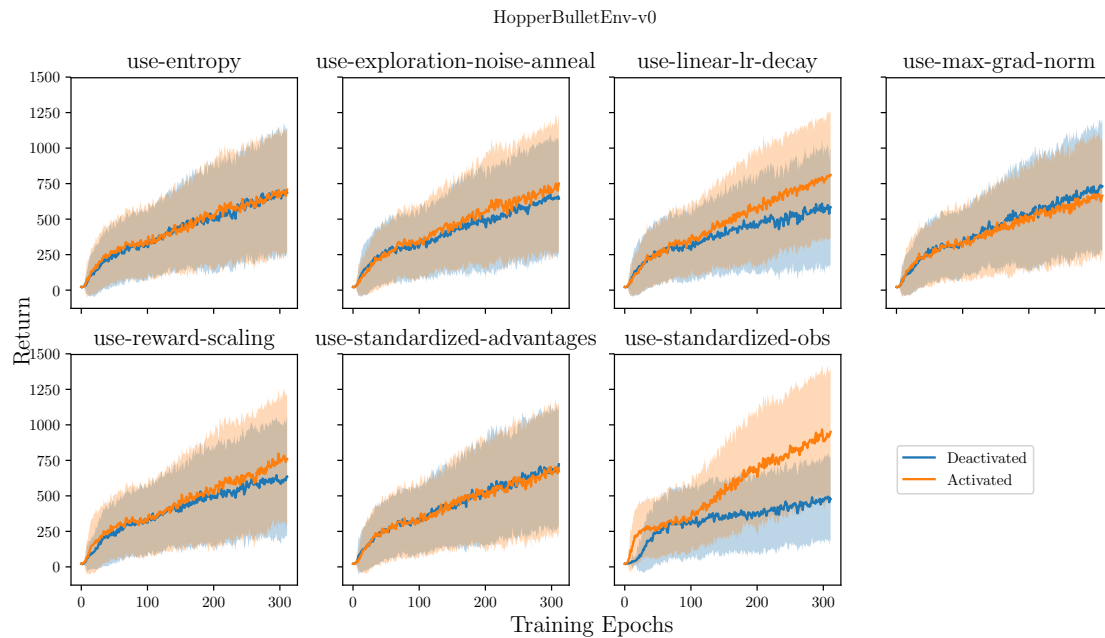 HopperBulletEnv-v0
use-entropy
use-exploration-noise-anneal
use-linear-lr-decay
use-max-grad-norm
1500
1250
1000
750
500
250
0
Return
use-reward-scaling
use-standardized-advantages
use-standardized-obs
1500
1250
1000
750
500
250
0
Deactivated
Activated
0 100 200 300
0 100 200 300
0 100 200 300
Training Epochs